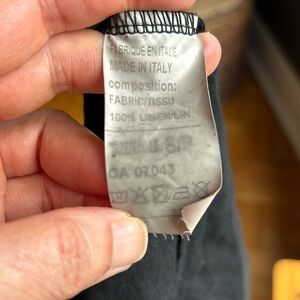 FABRIQUE EN ITALIE
MADE IN ITALY
composition:
FABRIC/TISSU
100% LINEN/LIN
CA 07043